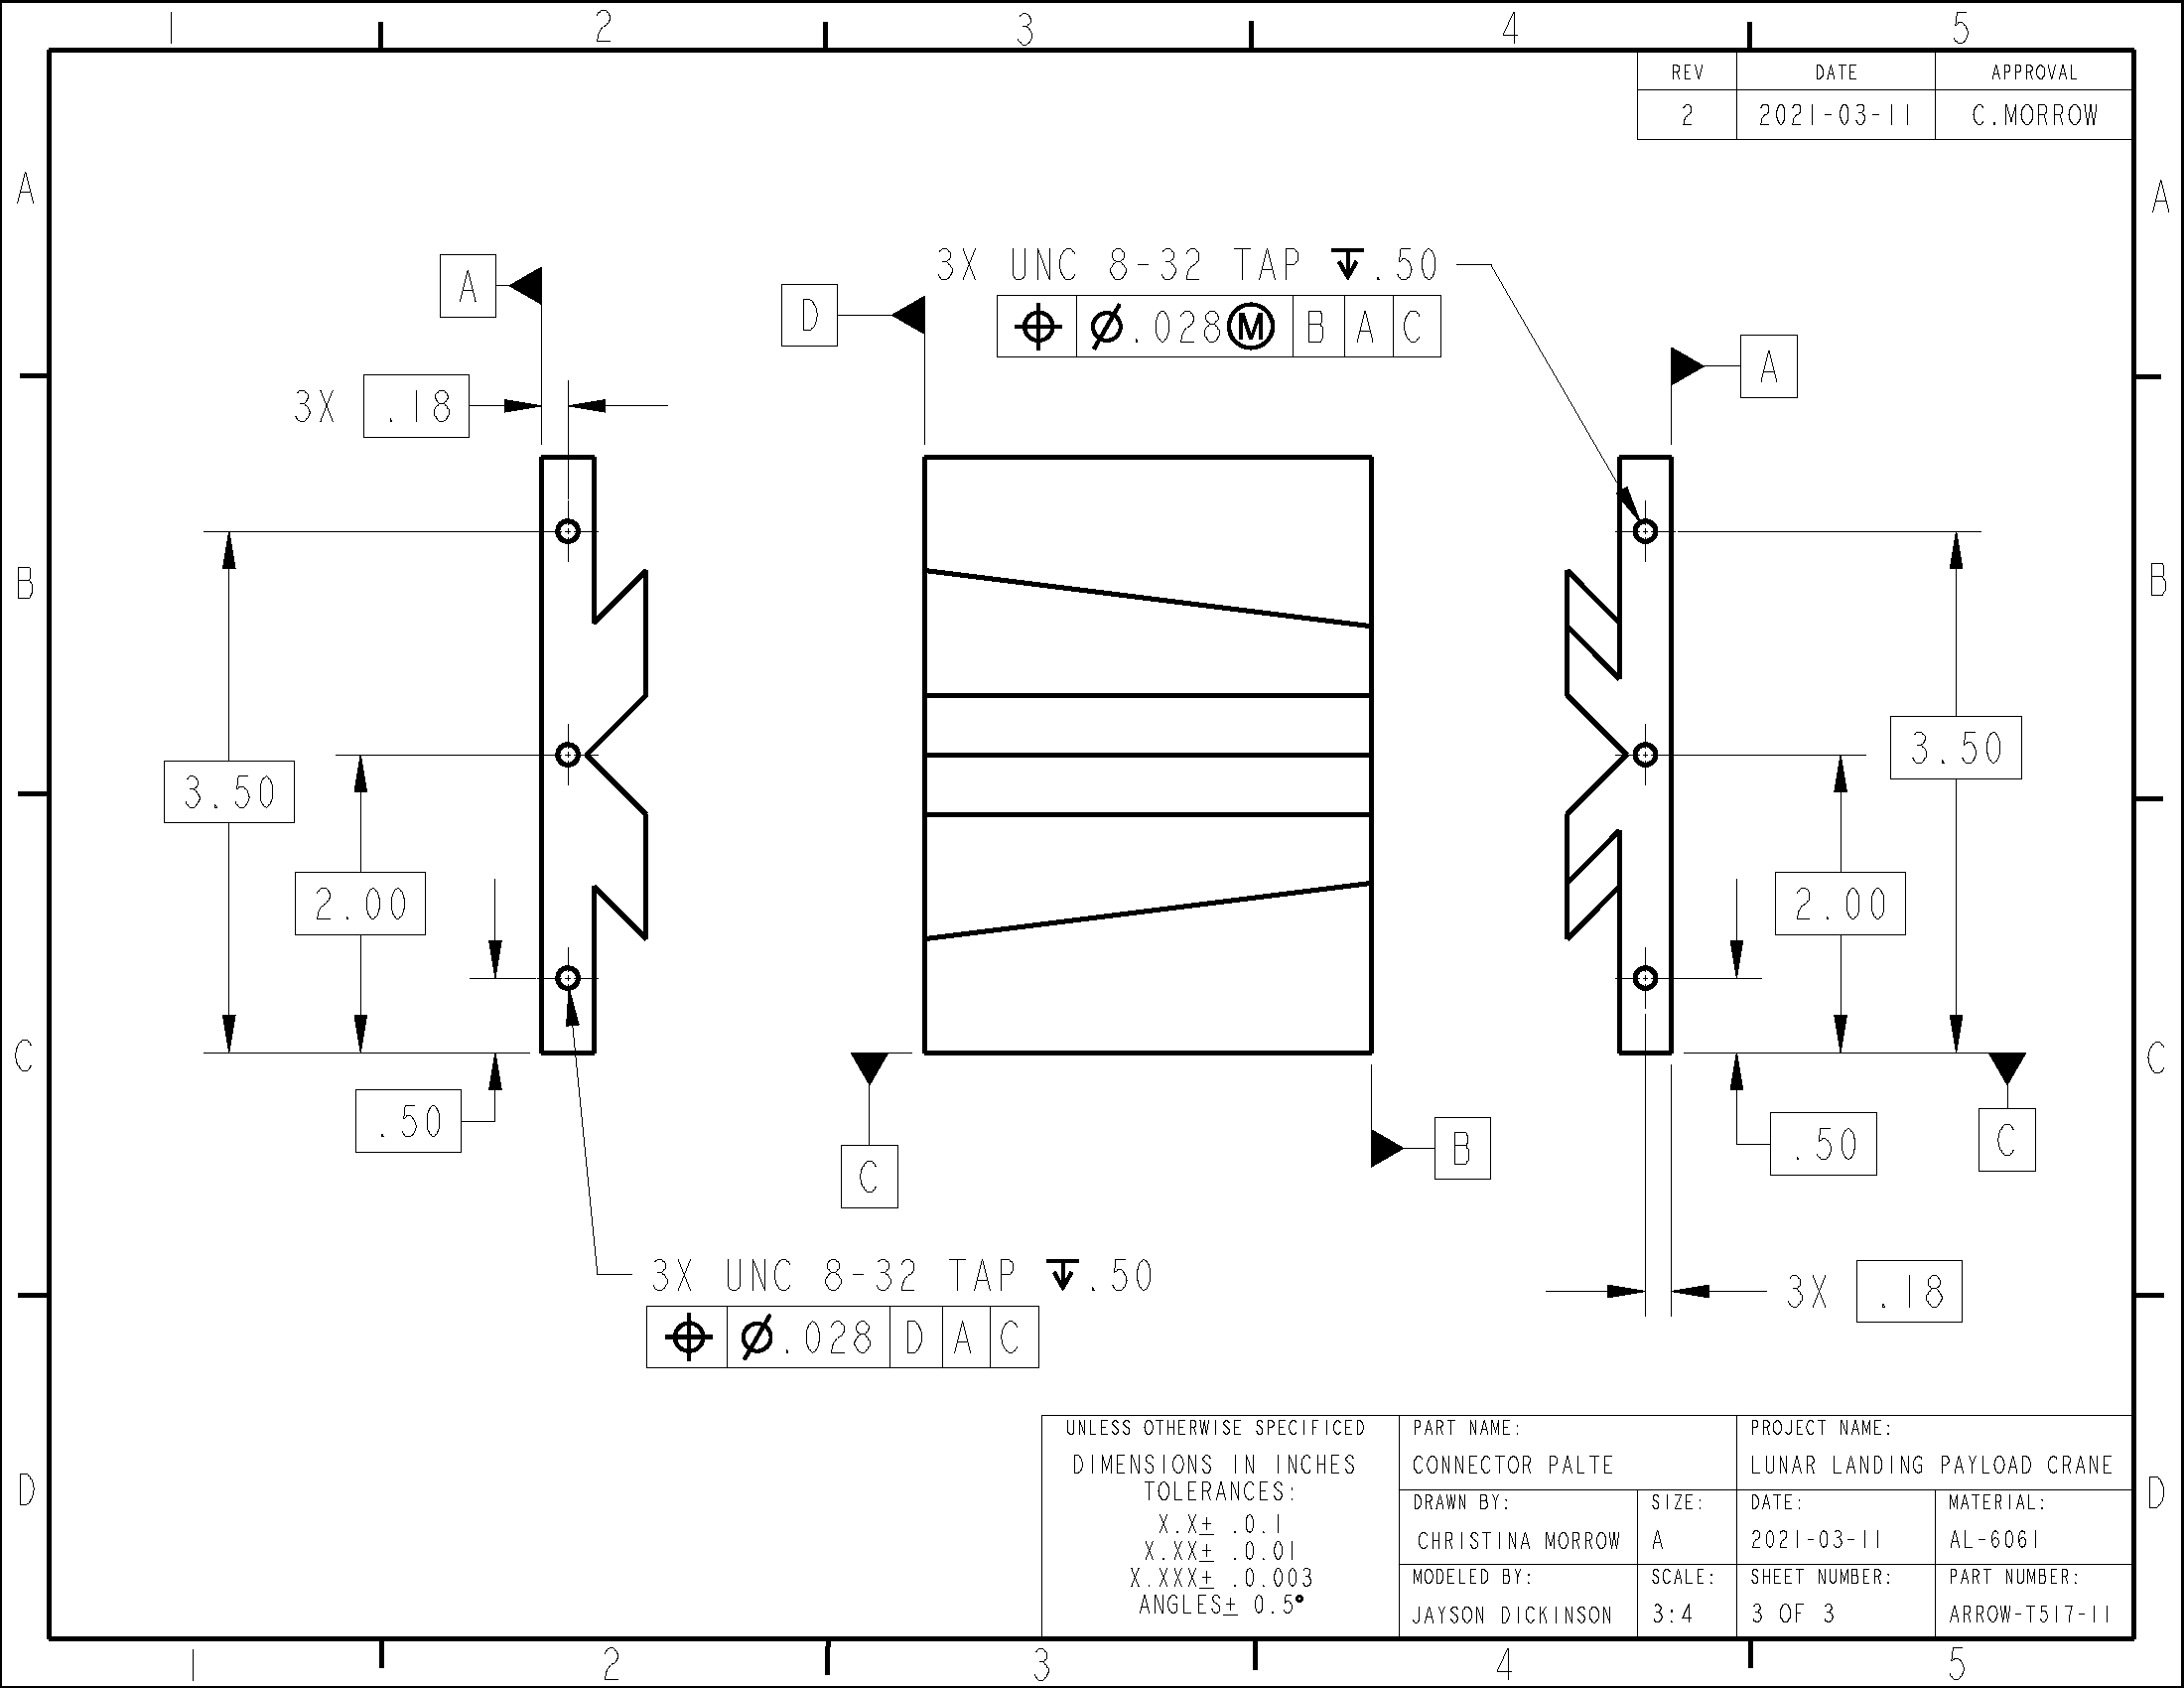 1 2 3 4 5
REV DATE APPROVAL
2 2021-03-11 C.MORROW
A A
3X UNC 8-32 TAP ↧.50
⌖ ⌀.028Ⓜ B A C
A
D
A
3X .18
B B
3.50
3.50
2.00
2.00
C C
.50
.50
C
B
C
3X UNC 8-32 TAP ↧.50
⌖ ⌀.028 D A C
3X .18
D D
UNLESS OTHERWISE SPECIFICED
DIMENSIONS IN INCHES
TOLERANCES:
X.X± .0.1
X.XX± .0.01
X.XXX± .0.003
ANGLES± 0.5°
PART NAME:
CONNECTOR PALTE
PROJECT NAME:
LUNAR LANDING PAYLOAD CRANE
DRAWN BY:
CHRISTINA MORROW
SIZE:
A
DATE:
2021-03-11
MATERIAL:
AL-6061
MODELED BY:
JAYSON DICKINSON
SCALE:
3:4
SHEET NUMBER:
3 OF 3
PART NUMBER:
ARROW-T517-11
1 2 3 4 5